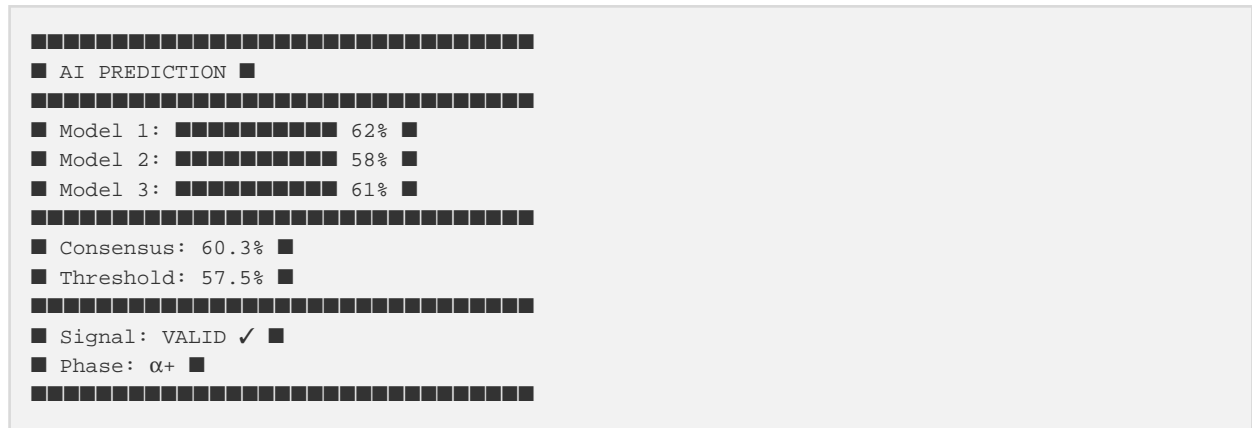 ■■■■■■■■■■■■■■■■■■■■■■■■■■■■■■■
■ AI PREDICTION ■
■■■■■■■■■■■■■■■■■■■■■■■■■■■■■■■
■ Model 1: ■■■■■■■■■■ 62% ■
■ Model 2: ■■■■■■■■■■ 58% ■
■ Model 3: ■■■■■■■■■■ 61% ■
■■■■■■■■■■■■■■■■■■■■■■■■■■■■■■■
■ Consensus: 60.3% ■
■ Threshold: 57.5% ■
■■■■■■■■■■■■■■■■■■■■■■■■■■■■■■■
■ Signal: VALID ✓ ■
■ Phase: α+ ■
■■■■■■■■■■■■■■■■■■■■■■■■■■■■■■■